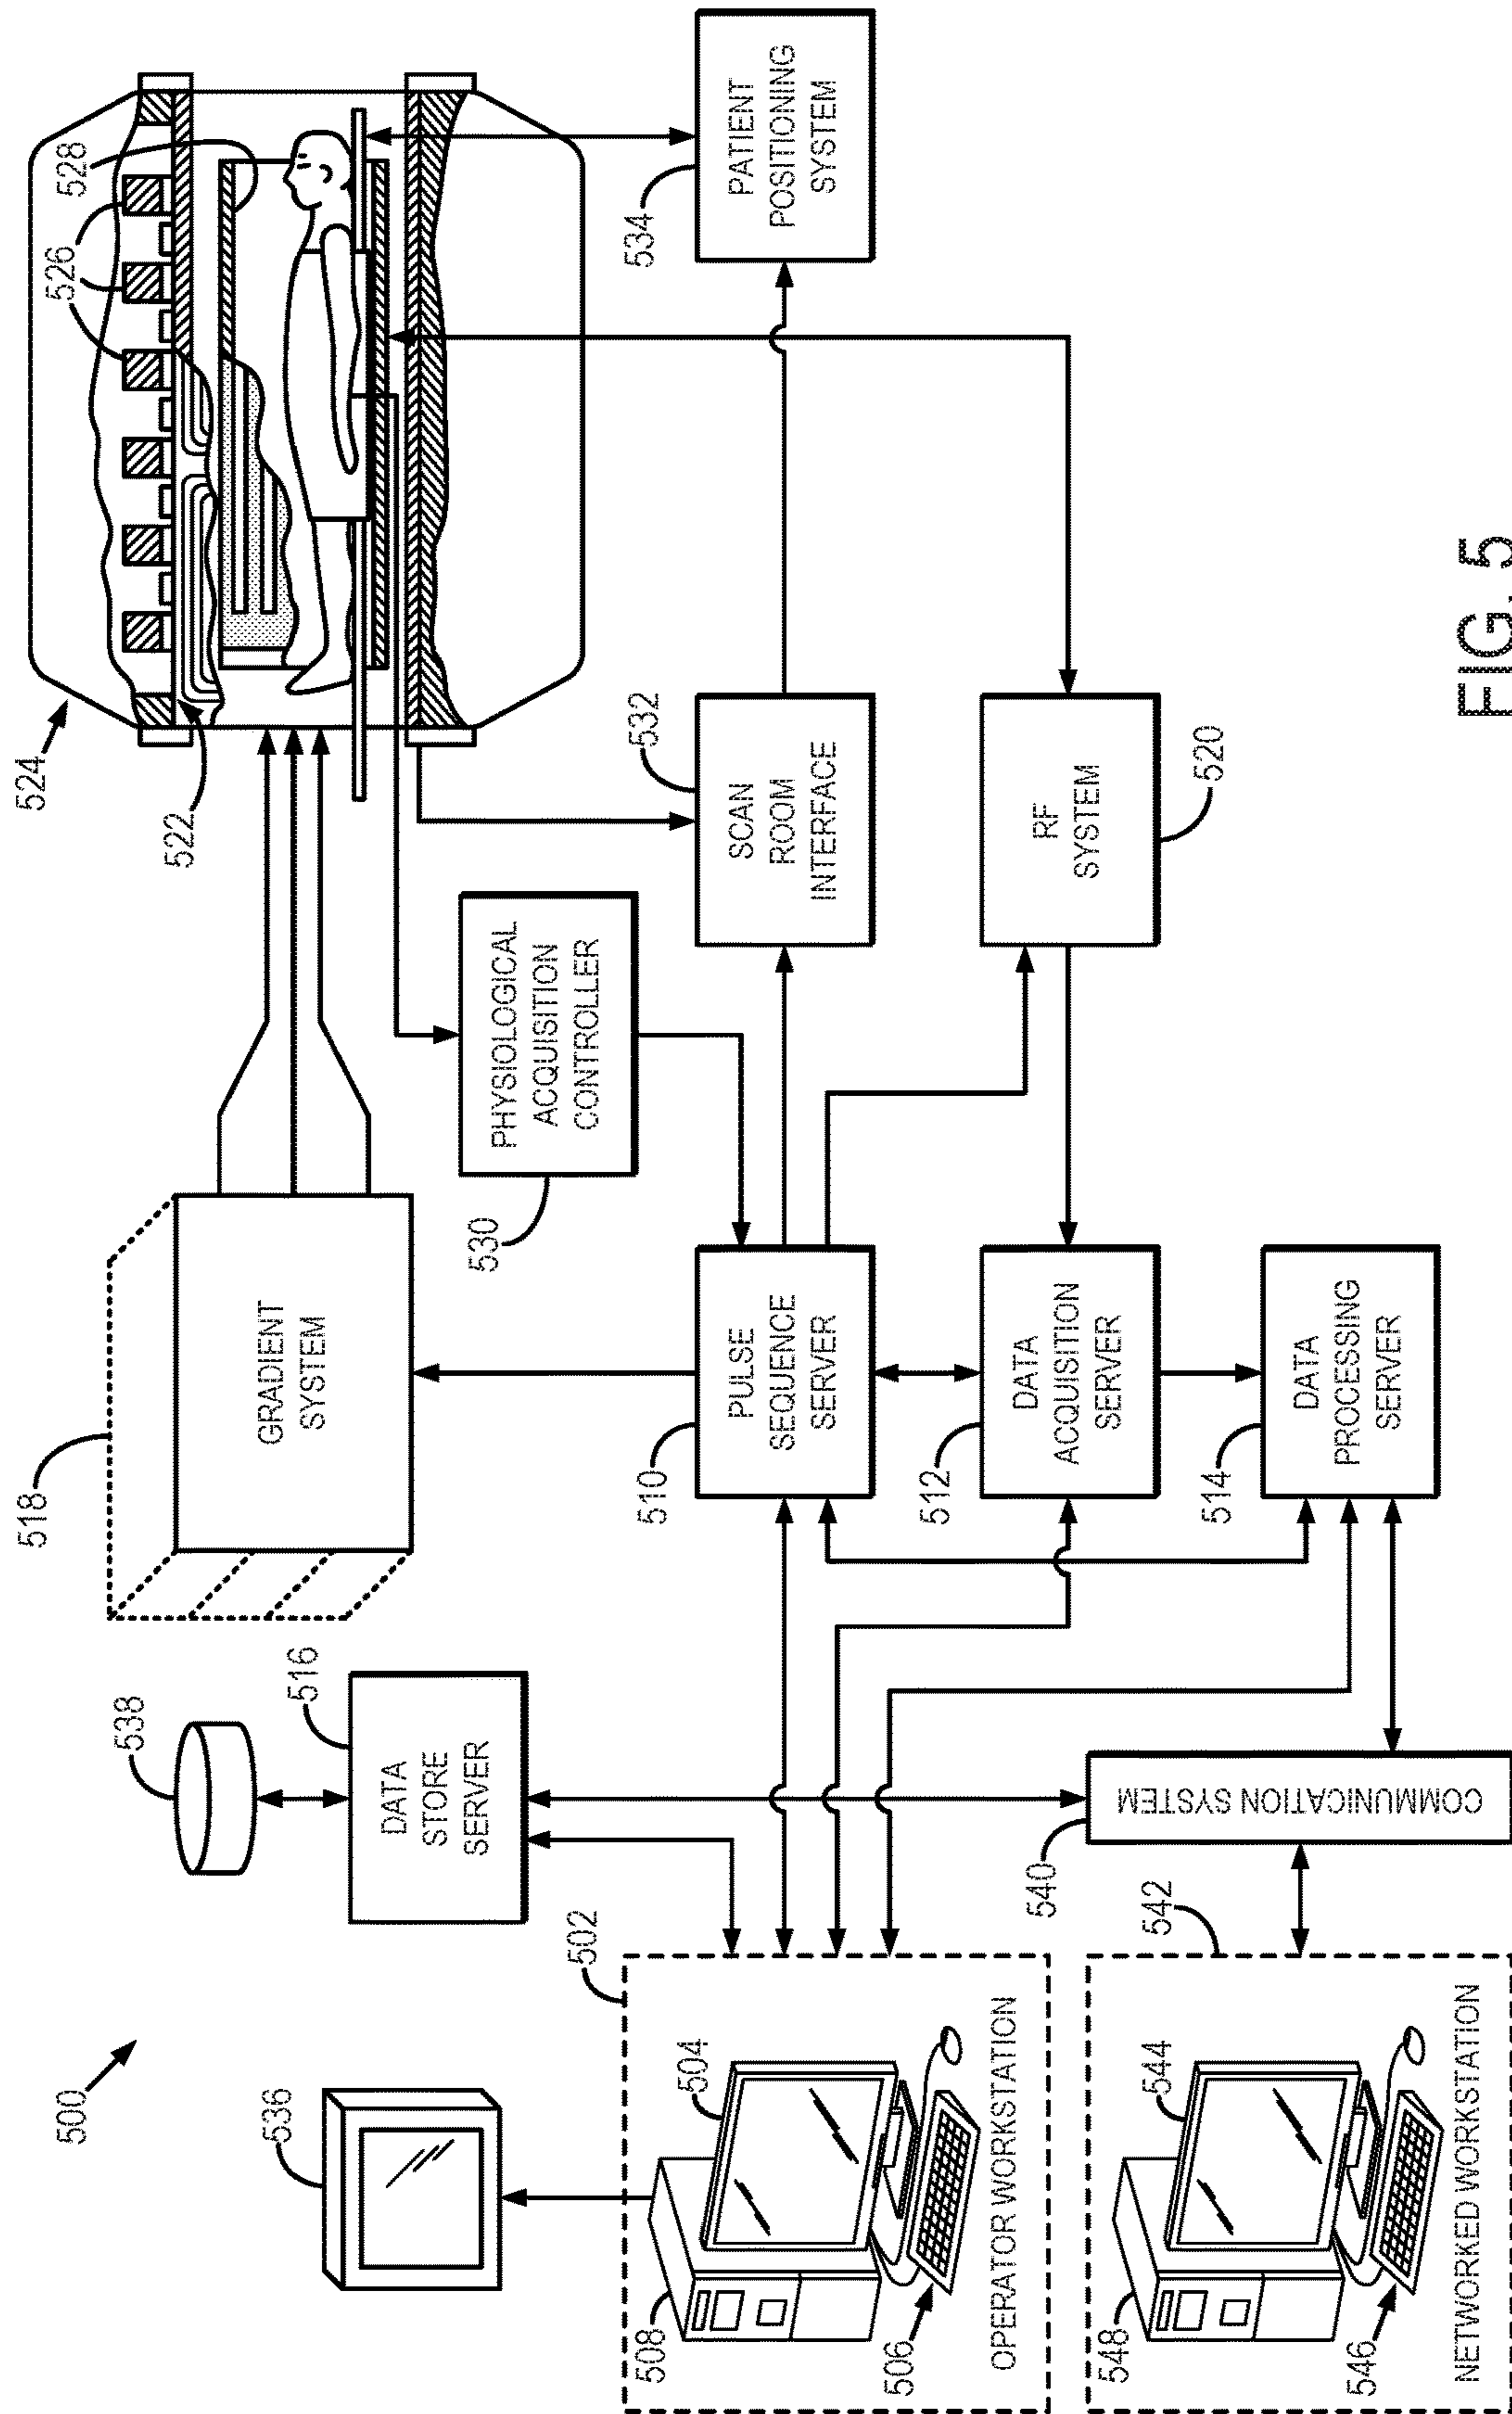 500
536
538
516
DATA
STORE
SERVER
518
GRADIENT
SYSTEM
524
522
526
528
530
PHYSIOLOGICAL
ACQUISITION
CONTROLLER
502
504
508
506
OPERATOR WORKSTATION
510
PULSE
SEQUENCE
SERVER
532
SCAN
ROOM
INTERFACE
534
PATIENT
POSITIONING
SYSTEM
512
DATA
ACQUISITION
SERVER
RF
SYSTEM
520
540
COMMUNICATION SYSTEM
514
DATA
PROCESSING
SERVER
542
544
548
546
NETWORKED WORKSTATION
FIG. 5